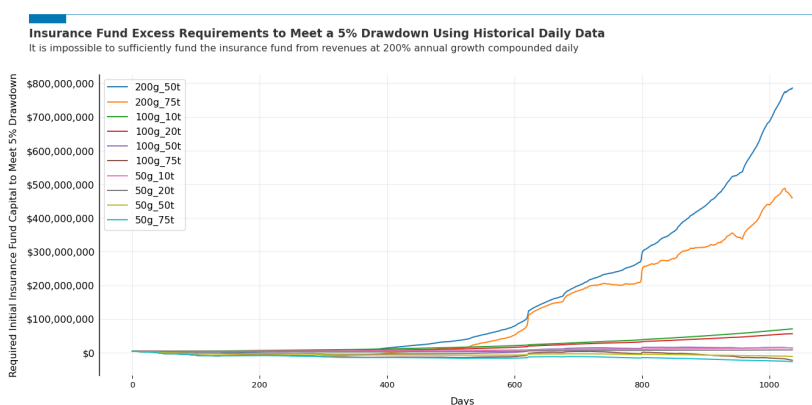 Insurance Fund Excess Requirements to Meet a 5% Drawdown Using Historical Daily Data
It is impossible to sufficiently fund the insurance fund from revenues at 200% annual growth compounded daily
Required Initial Insurance Fund Capital to Meet 5% Drawdown
$800,000,000
$700,000,000
$600,000,000
$500,000,000
$400,000,000
$300,000,000
$200,000,000
$100,000,000
$0
200g_50t
200g_75t
100g_10t
100g_20t
100g_50t
100g_75t
50g_10t
50g_20t
50g_50t
50g_75t
0 200 400 600 800 1000
Days